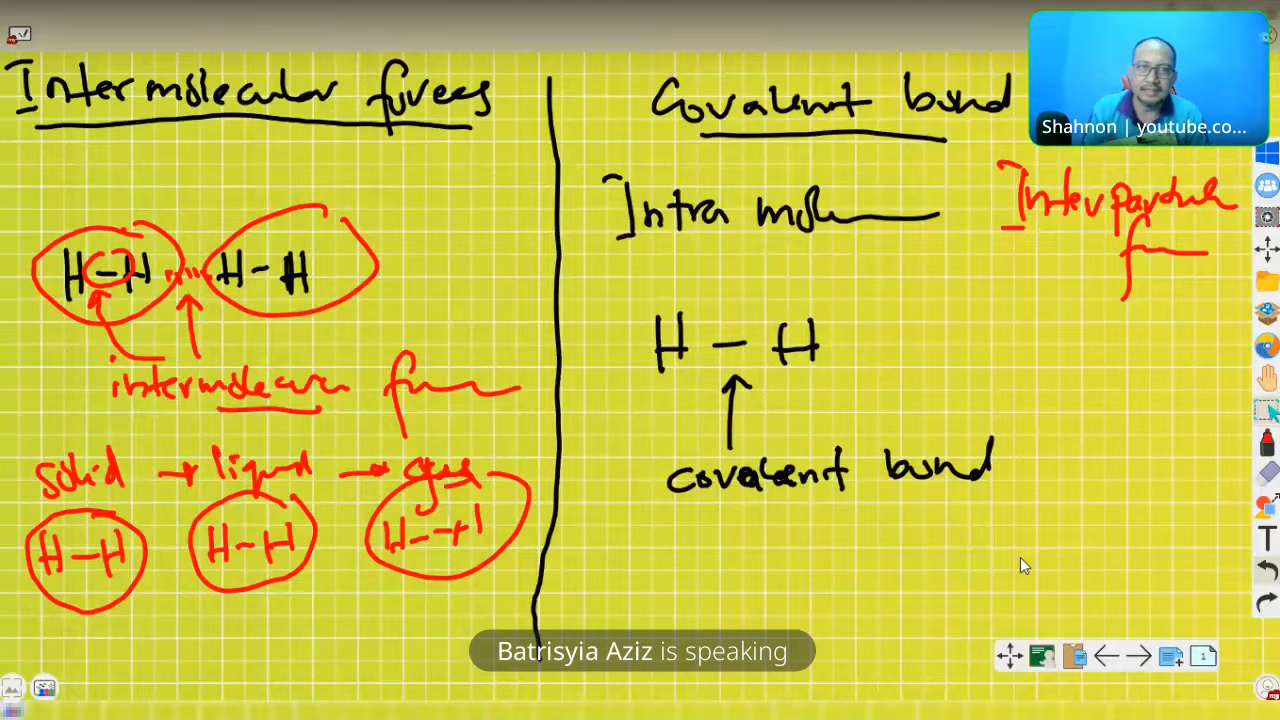 Intermolecular forces
H - H H - H
intermolecular
solid → liquid → gas
H - H H - H H - H
Covalent bond
Intra
Interparticle
H - H
covalent bond
Shahnon | youtube.co...
Batrisyia Aziz is speaking
T
1